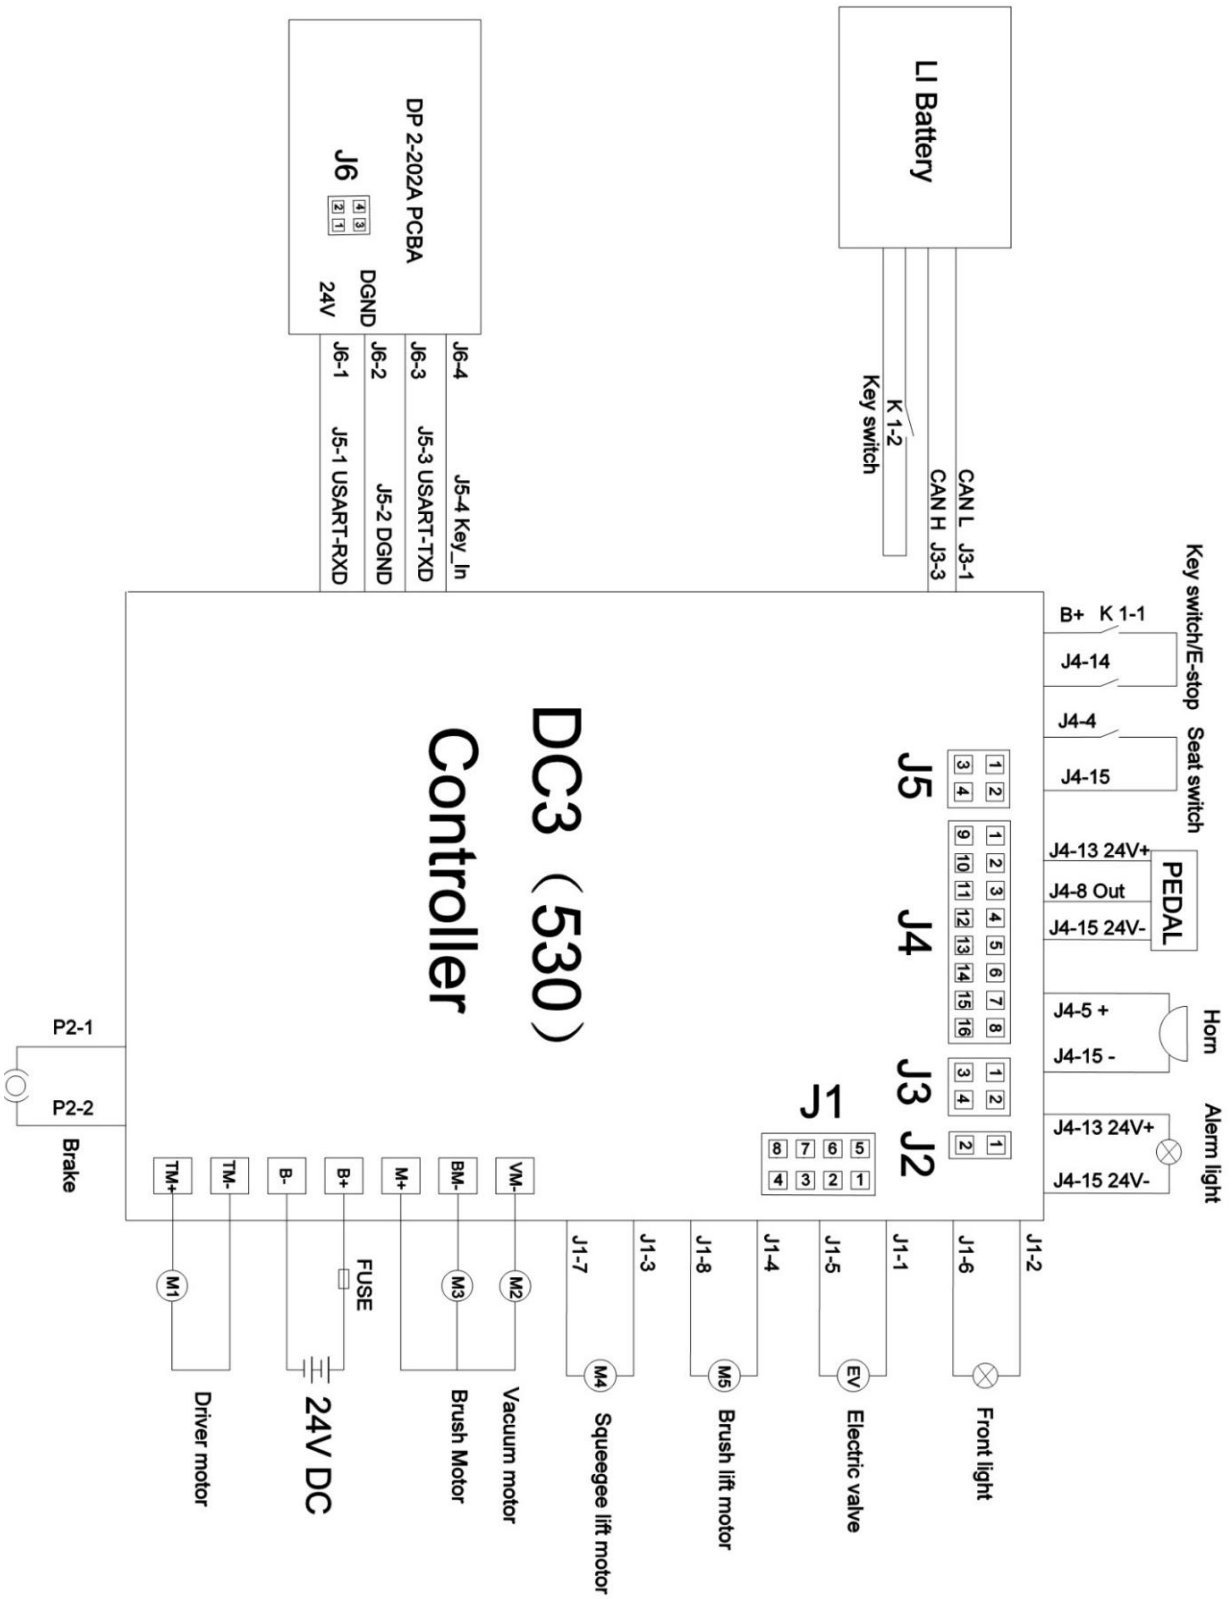 LI Battery
K 1-2
Key switch
CAN L J3-1
CAN H J3-3
DP 2-202A PCBA
J6
4 3
2 1
DGND
24V
J6-4
J6-3
J6-2
J6-1
J5-4 Key_In
J5-3 USART-TXD
J5-2 DGND
J5-1 USART-RXD
Key switch/E-stop
B+ K 1-1
J4-14
Seat switch
J4-4
J4-15
PEDAL
J4-13 24V+
J4-8 Out
J4-15 24V-
Horn
J4-5 +
J4-15 -
Alerm light
J4-13 24V+
J4-15 24V-
1 2
3 4
J5
1 2 3 4 5 6 7 8
9 10 11 12 13 14 15 16
J4
1 2
3 4
J3
1
2
J2
J1
5 6 7 8
1 2 3 4
DC3（530）
Controller
J1-2
J1-6
Front light
J1-1
J1-5
EV
Electric valve
J1-4
J1-8
M5
Brush lift motor
J1-3
J1-7
M4
Squeegee lift motor
VM-
M2
Vacuum motor
BM-
M3
Brush Motor
M+
B+
FUSE
B-
24V DC
TM-
TM+
M1
Driver motor
P2-1
P2-2
Brake